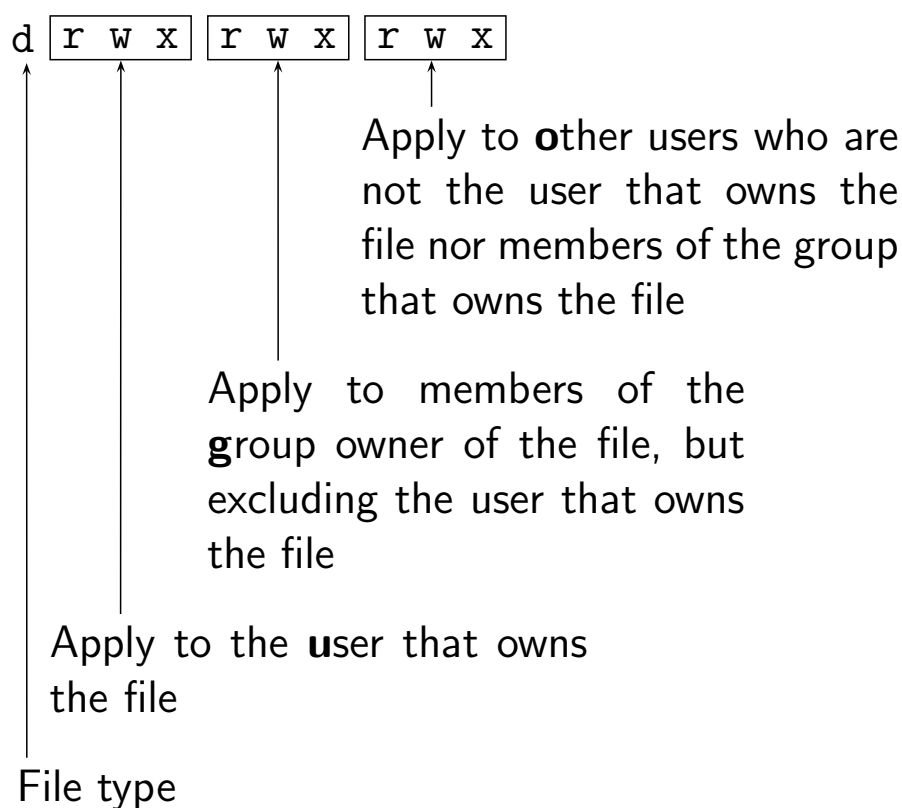 d r w x r w x r w x
Apply to other users who are
not the user that owns the
file nor members of the group
that owns the file
Apply to members of the
group owner of the file, but
excluding the user that owns
the file
Apply to the user that owns
the file
File type